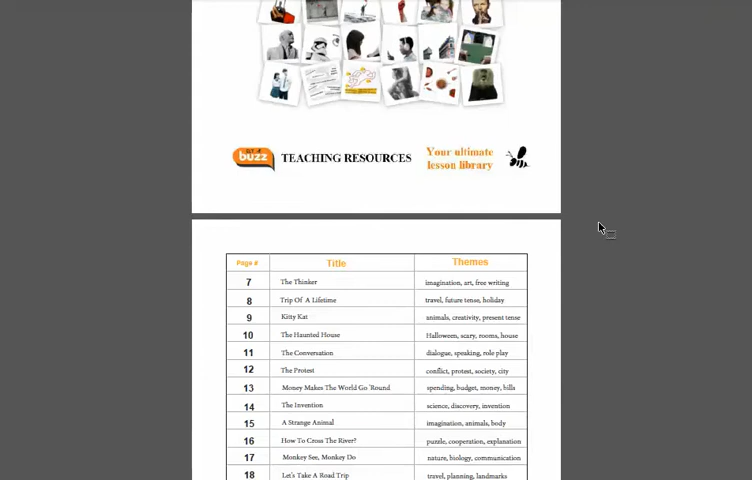 GET A buzz TEACHING RESOURCES Your ultimate
lesson library
Page # Title Themes
7 The Thinker imagination, art, free writing
8 Trip Of A Lifetime travel, future tense, holiday
9 Kitty Kat animals, creativity, present tense
10 The Haunted House Halloween, scary, rooms, house
11 The Conversation dialogue, speaking, role play
12 The Protest conflict, protest, society, city
13 Money Makes The World Go 'Round spending, budget, money, bills
14 The Invention science, discovery, invention
15 A Strange Animal imagination, animals, body
16 How To Cross The River? puzzle, cooperation, explanation
17 Monkey See, Monkey Do nature, biology, communication
18 Let's Take A Road Trip travel, planning, landmarks